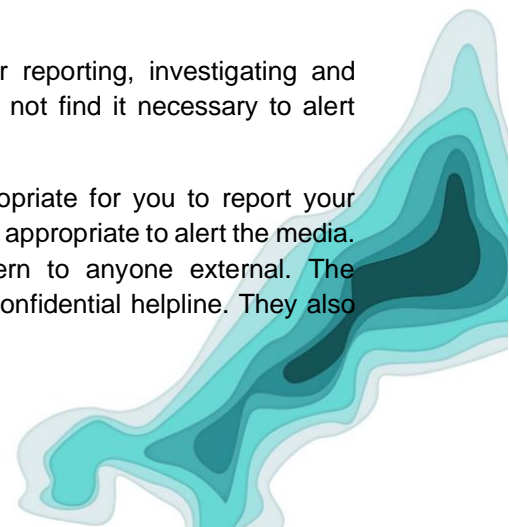 r reporting, investigating and
not find it necessary to alert
opriate for you to report your
appropriate to alert the media.
ern to anyone external. The
onfidential helpline. They also